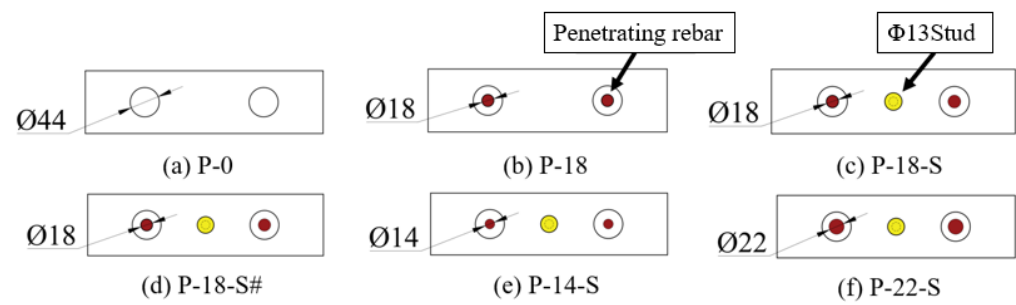 Penetrating rebar
Φ13Stud
Ø44
Ø18
Ø18
(a) P-0
(b) P-18
(c) P-18-S
Ø18
Ø14
Ø22
(d) P-18-S#
(e) P-14-S
(f) P-22-S